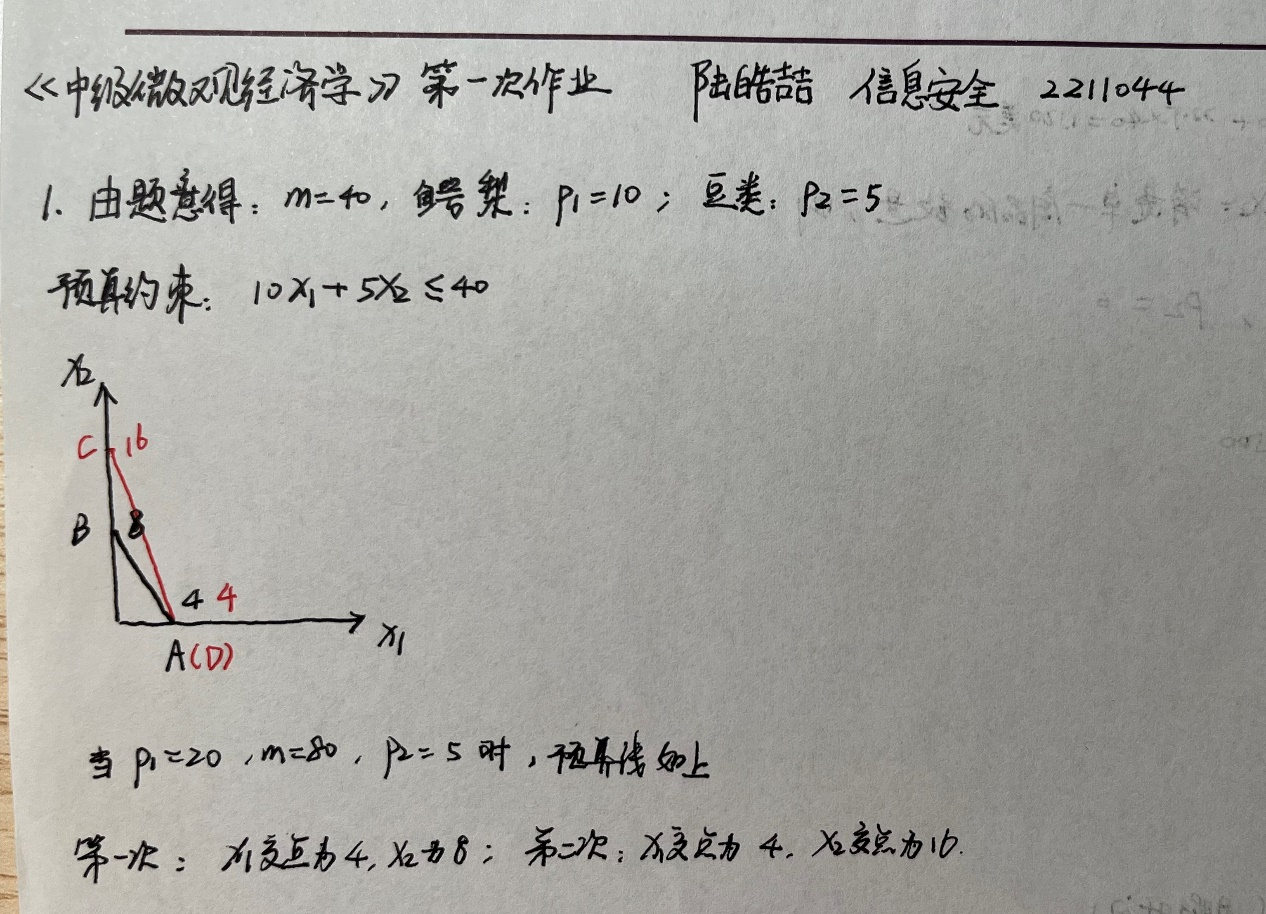 《中级微观经济学》第一次作业 陆皓喆 信息安全 2211044
1. 由题意得: m=40, 鳄梨: p₁=10; 豆类: p₂=5
预算约束: 10x₁+5x₂≤40
x₂
C 16
B 8
4 4
x₁
A(D)
当 p₁=20, m=80, p₂=5时, 预算线如上
第一次: x₁交点为4, x₂为8; 第二次: x₁交点为 4, x₂交点为16.